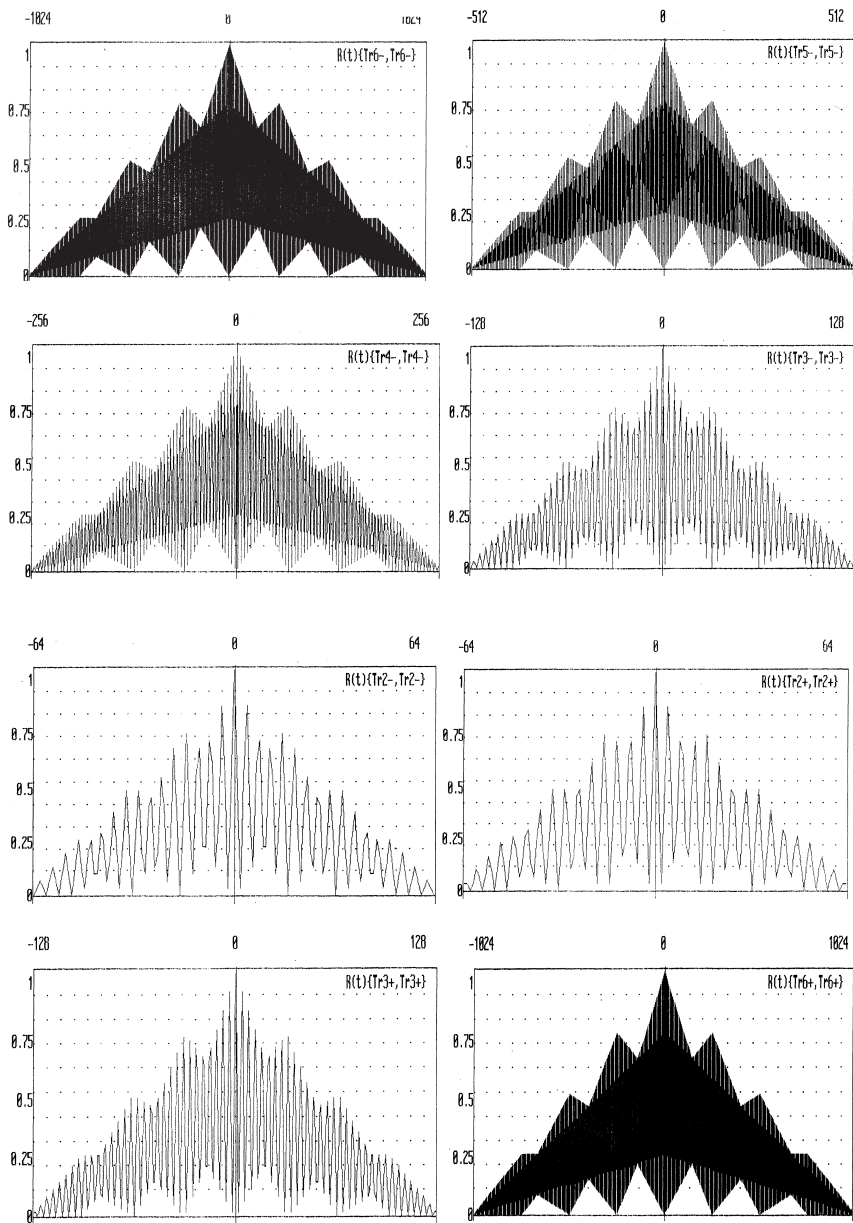 -1024 0 1024
1
R(t){Tr6-,Tr6-}
0.75
0.5
0.25
0
-512 0 512
1
R(t){Tr5-,Tr5-}
0.75
0.5
0.25
0
-256 0 256
1
R(t){Tr4-,Tr4-}
0.75
0.5
0.25
0
-128 0 128
1
R(t){Tr3-,Tr3-}
0.75
0.5
0.25
0
-64 0 64
1
R(t){Tr2-,Tr2-}
0.75
0.5
0.25
0
-64 0 64
1
R(t){Tr2+,Tr2+}
0.75
0.5
0.25
0
-128 0 128
1
R(t){Tr3+,Tr3+}
0.75
0.5
0.25
0
-1024 0 1024
1
R(t){Tr6+,Tr6+}
0.75
0.5
0.25
0